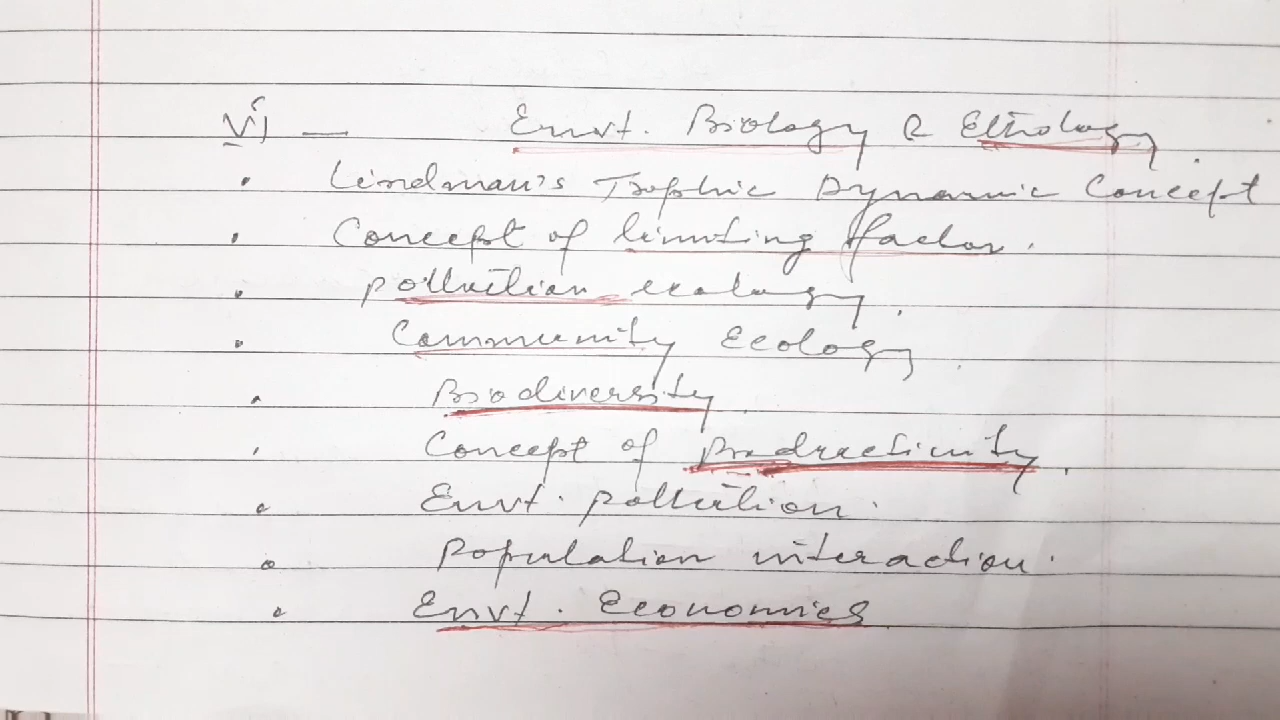 VI — Envt. Biology & Ethology.
• Lindman's Trophic Dynamic Concept
• Concept of limiting factor.
• pollution ecology.
• Community Ecology.
• Biodiversity
• Concept of productivity.
• Envt. pollution.
• Population interaction.
• Envt. Economics